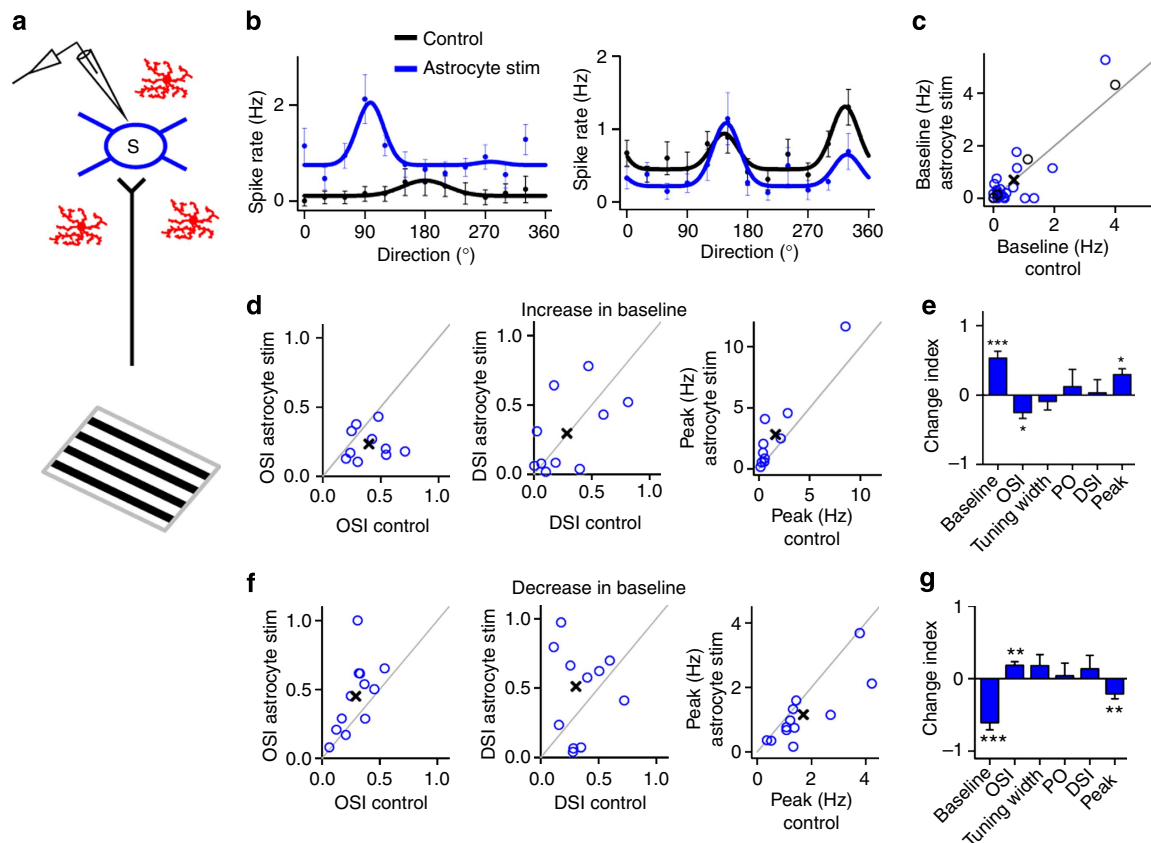 a
S
b
Control
Astrocyte stim
Spike rate (Hz)
2
0
0 90 180 270 360
Direction (°)
Spike rate (Hz)
2
1
0
0 90 180 270 360
Direction (°)
c
Baseline (Hz)
astrocyte stim
4
2
0
0 2 4
Baseline (Hz)
control
d
Increase in baseline
OSI astrocyte stim
1.0
0.5
0.0
0.0 0.5 1.0
OSI control
DSI astrocyte stim
1.0
0.5
0.0
0.0 0.5 1.0
DSI control
Peak (Hz)
astrocyte stim
10
5
0
0 5 10
Peak (Hz)
control
e
Change index
1
0
−1
***
*
*
Baseline
OSI
Tuning width
PO
DSI
Peak
f
Decrease in baseline
OSI astrocyte stim
1.0
0.5
0.0
0.0 0.5 1.0
OSI control
DSI astrocyte stim
1.0
0.5
0.0
0.0 0.5 1.0
DSI control
Peak (Hz)
astrocyte stim
4
2
0
0 2 4
Peak (Hz)
control
g
Change index
1
0
−1
***
**
**
Baseline
OSI
Tuning width
PO
DSI
Peak